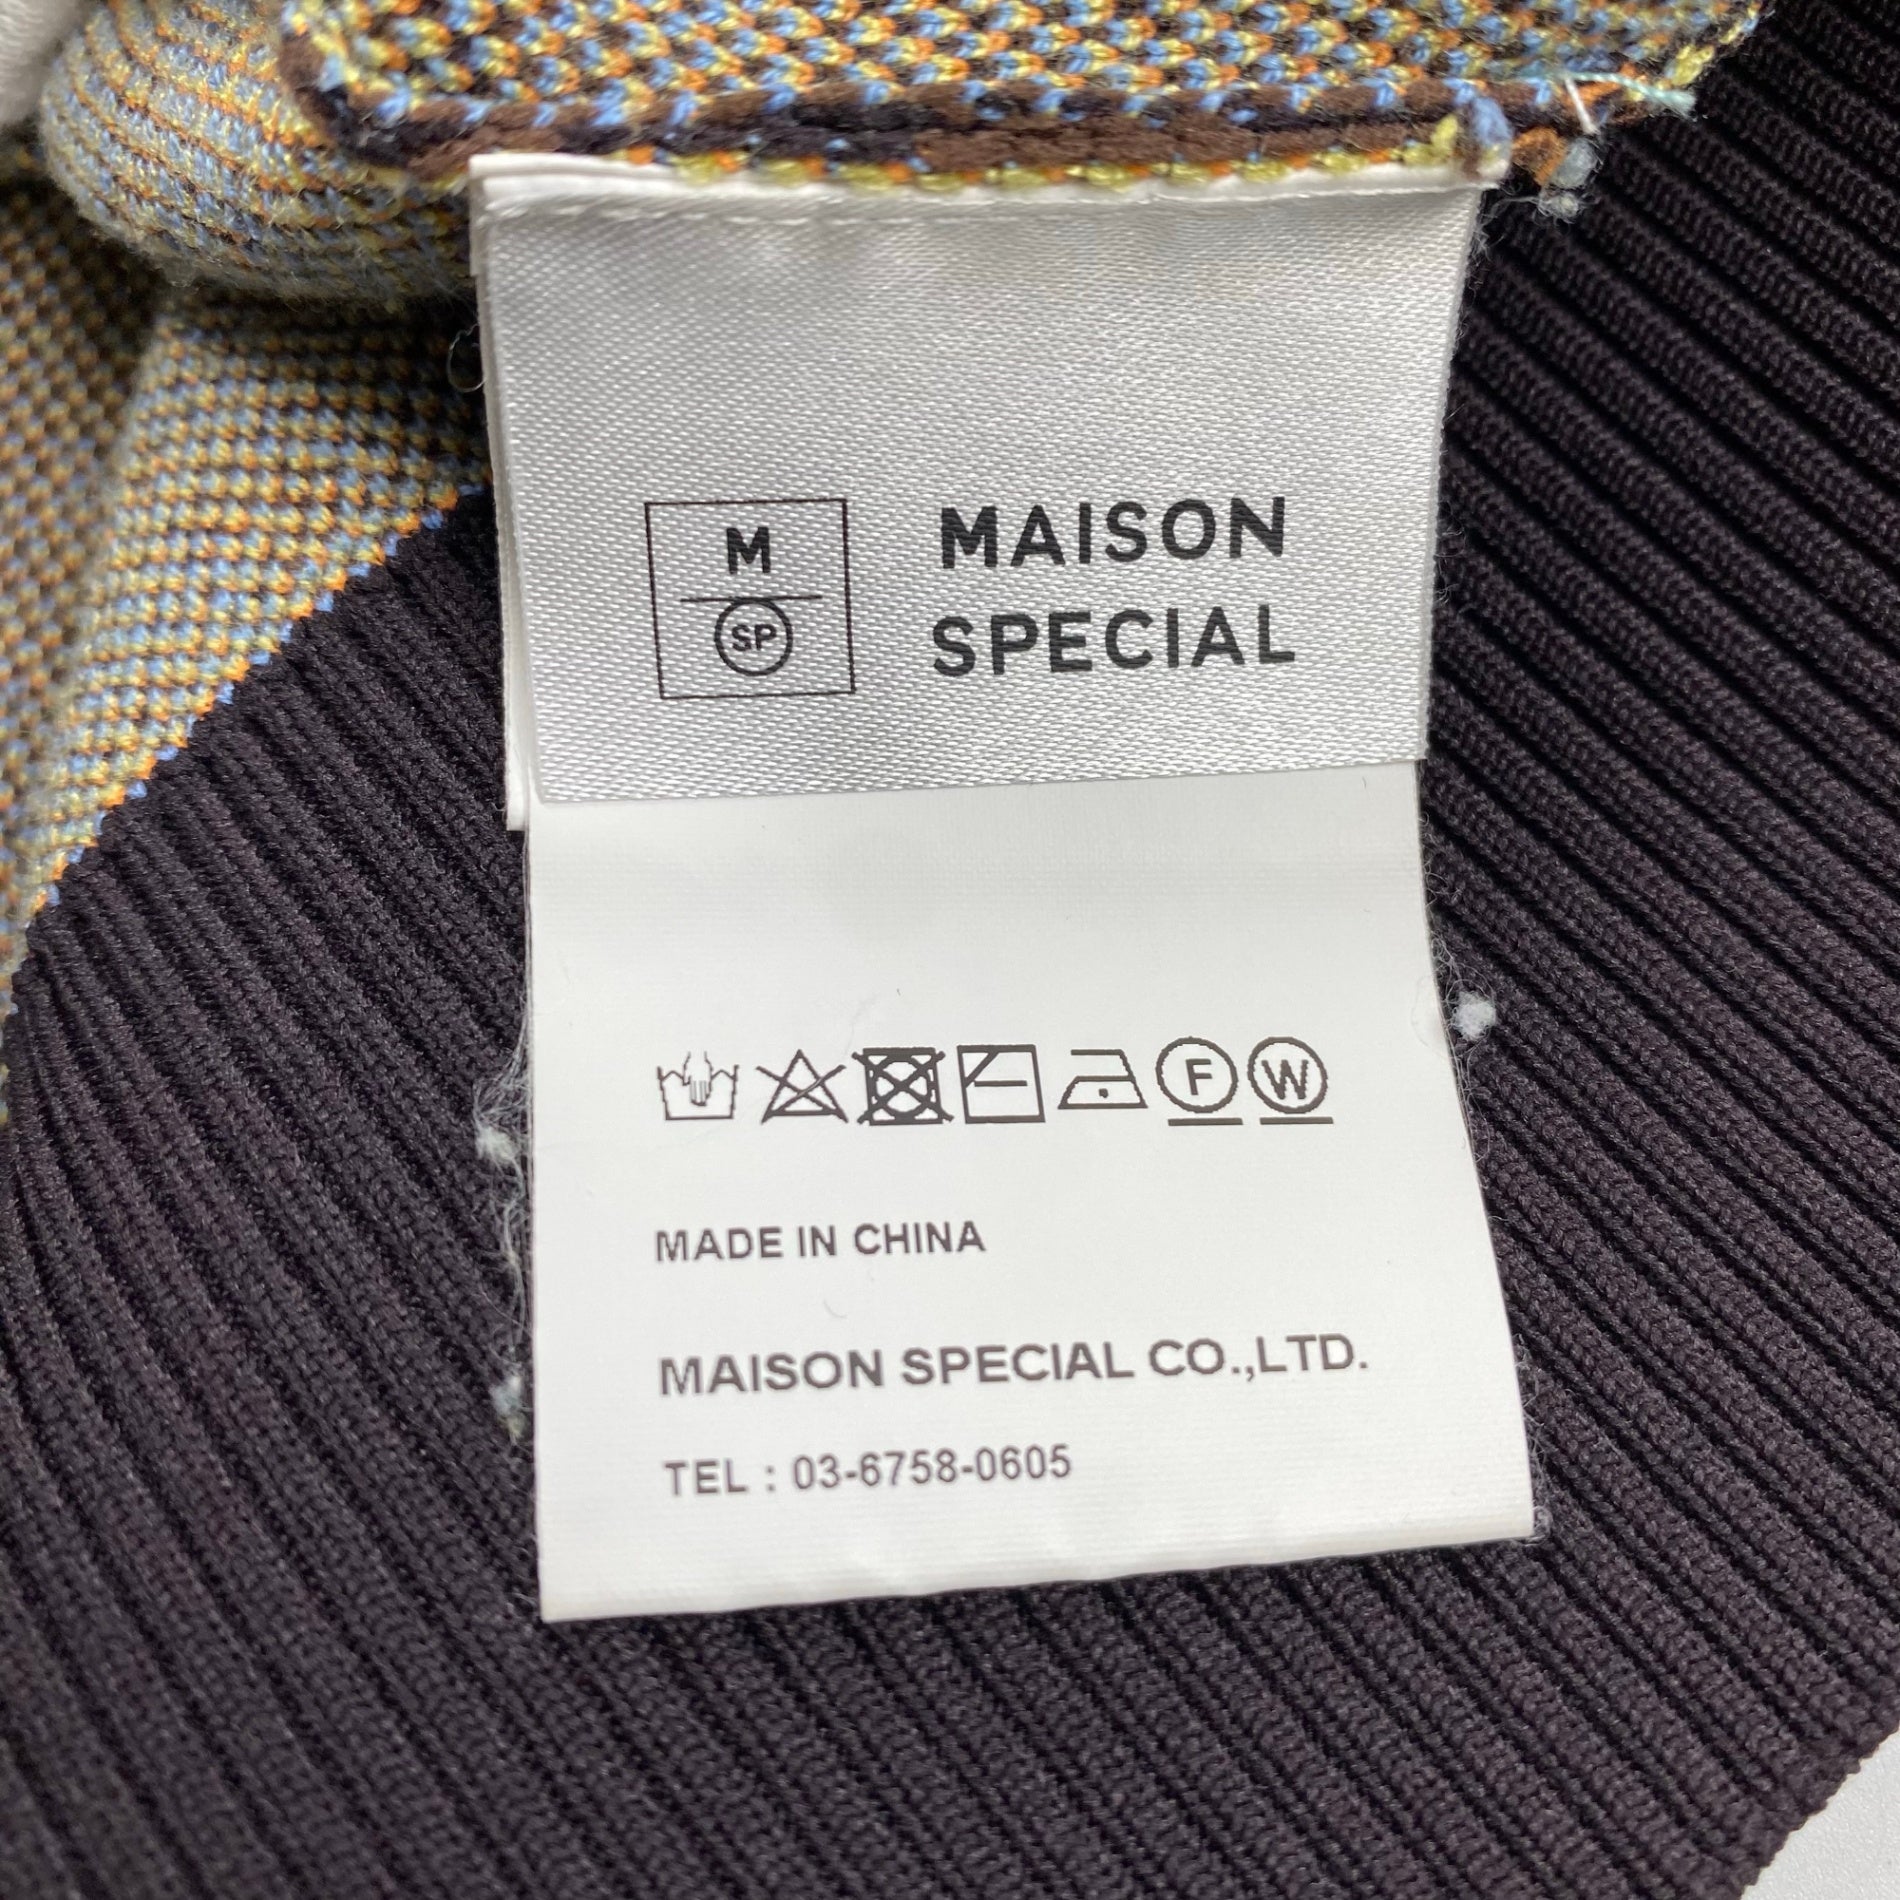 M
SP
MAISON
SPECIAL
F W
MADE IN CHINA
MAISON SPECIAL CO.,LTD.
TEL : 03-6758-0605